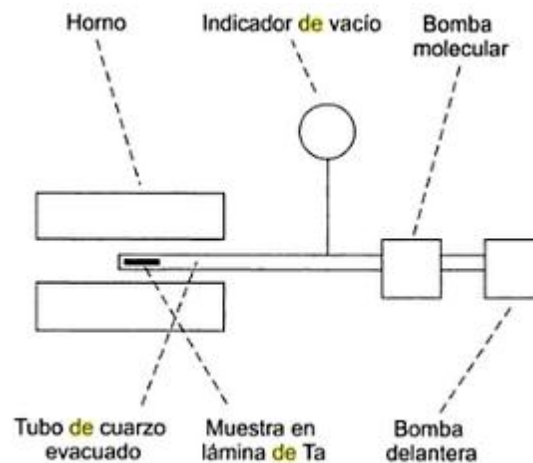 Horno
Indicador de vacío
Bomba
molecular
Tubo de cuarzo
evacuado
Muestra en
lámina de Ta
Bomba
delantera